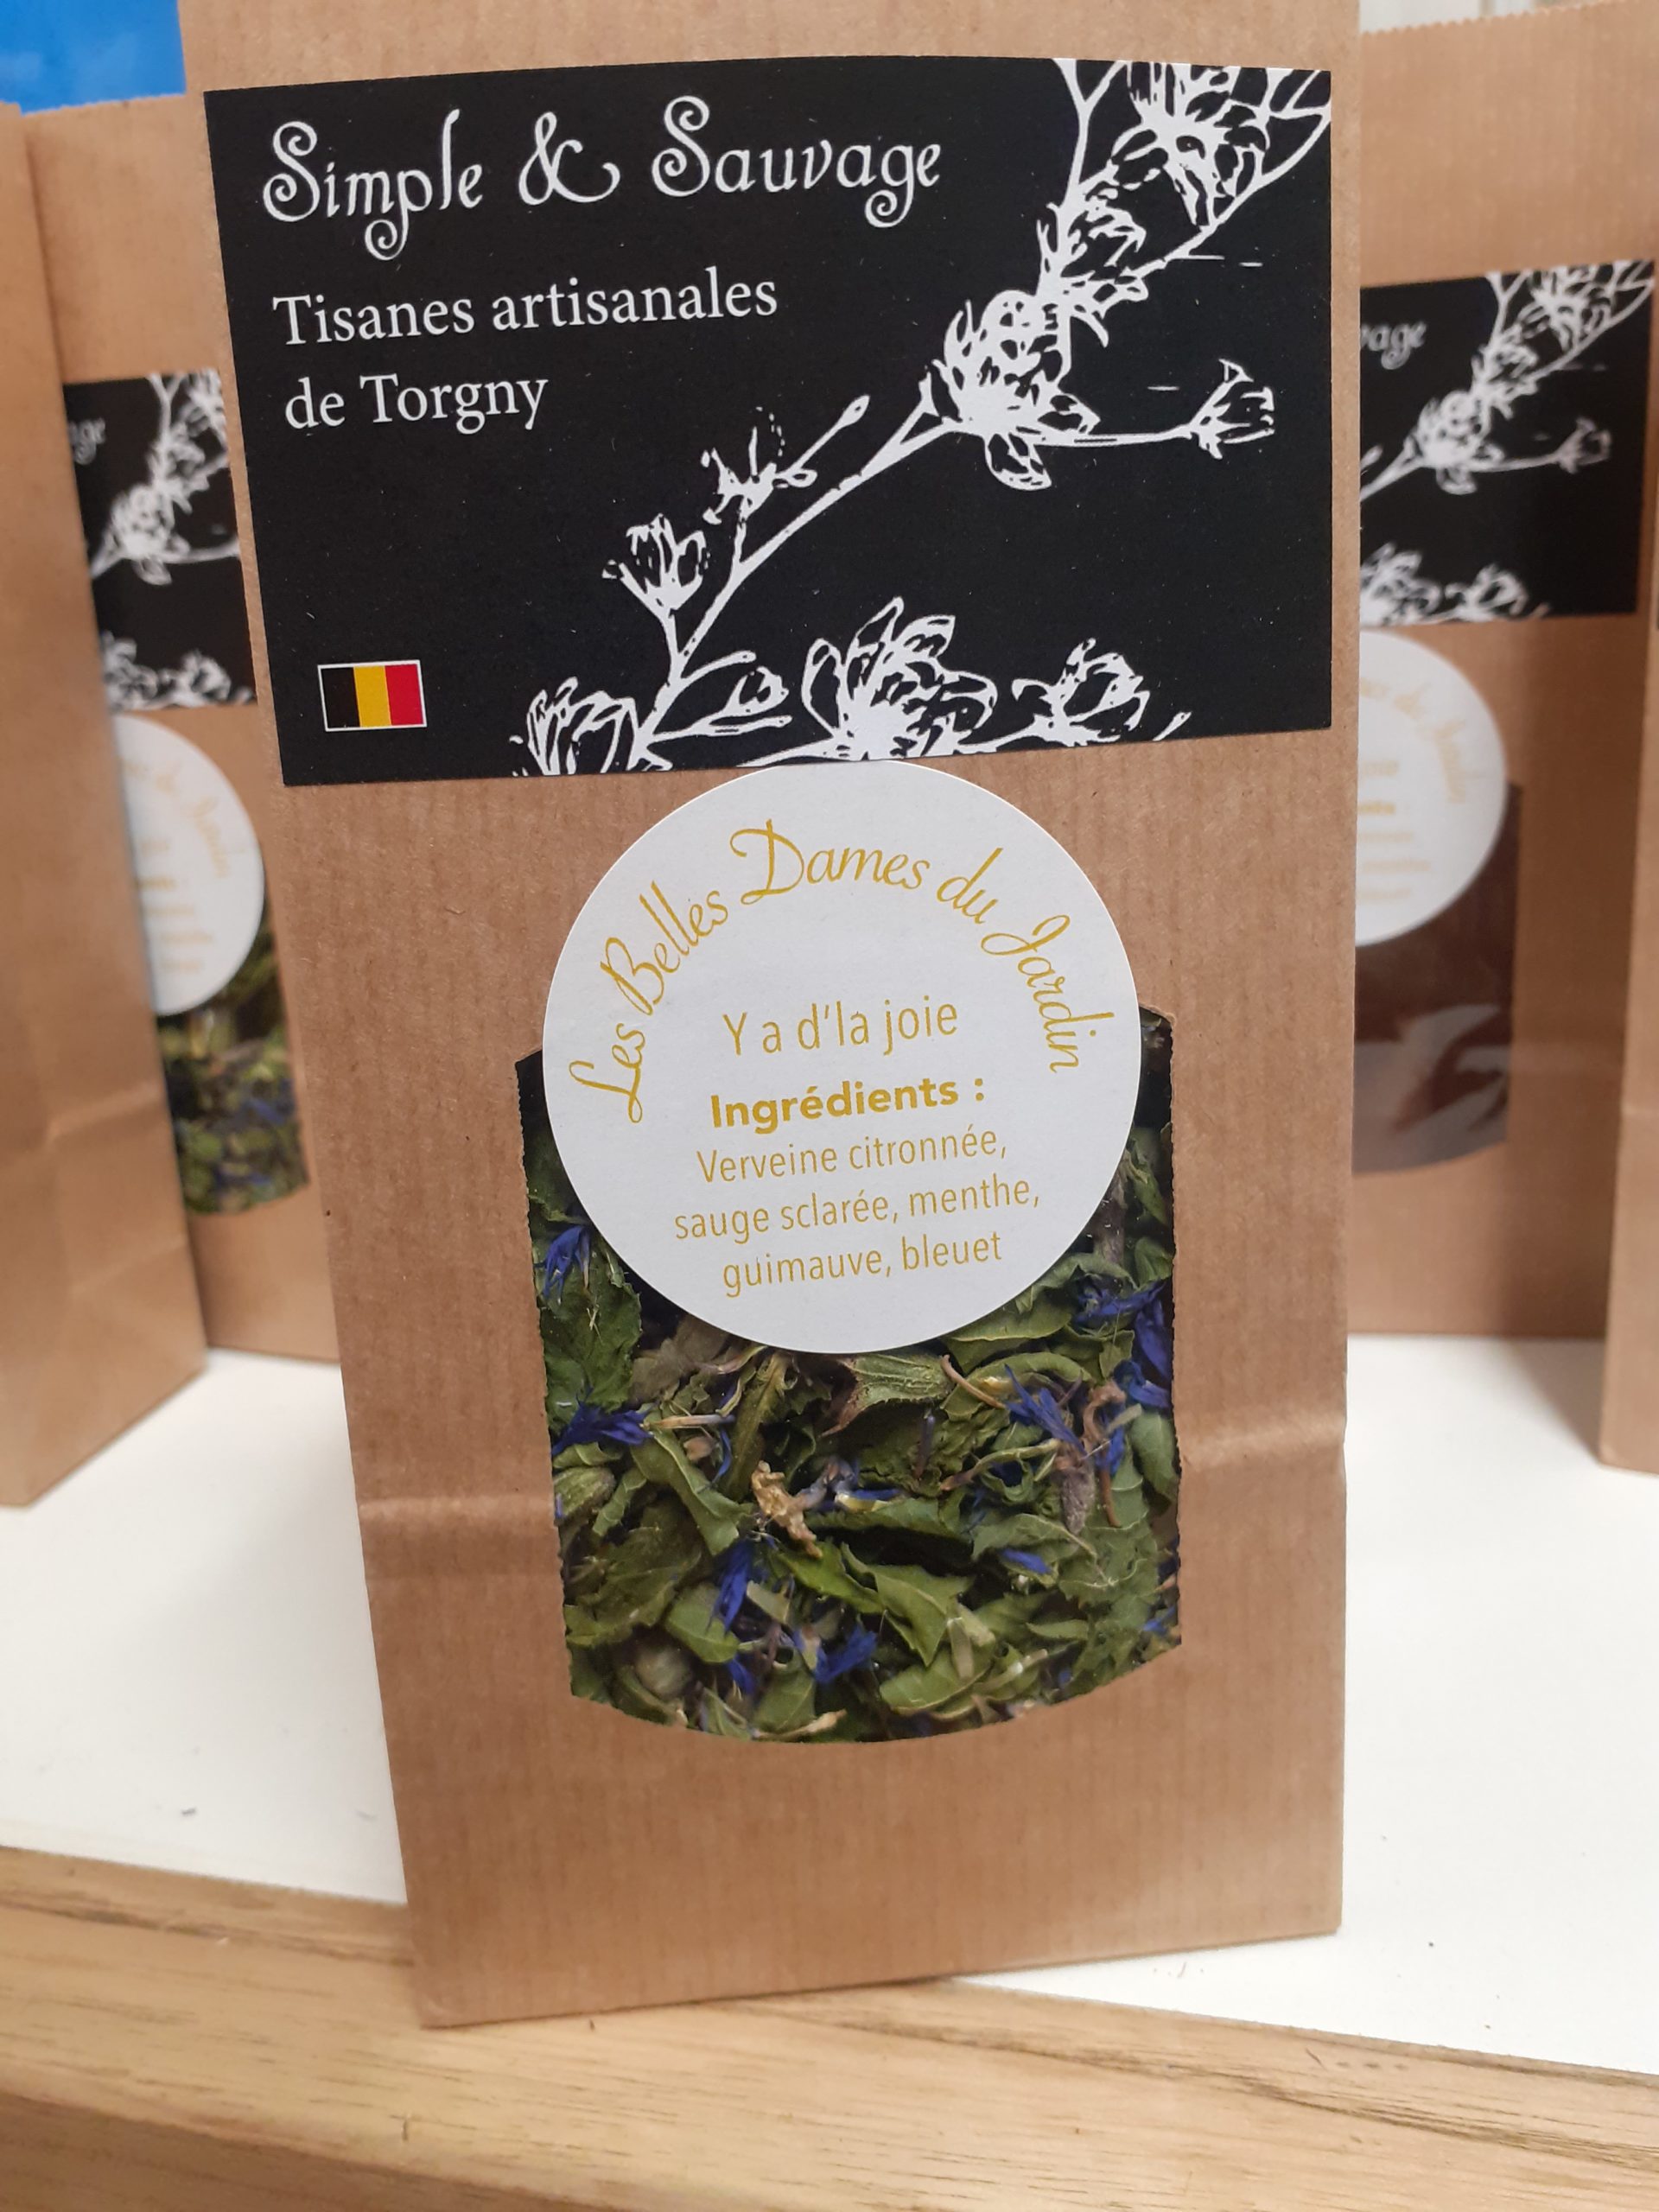 Simple & Sauvage
Tisanes artisanales
de Torgny
Les Belles Dames du Jardin
Y a d'la joie
Ingrédients :
Verveine citronnée,
sauge sclarée, menthe,
guimauve, bleuet